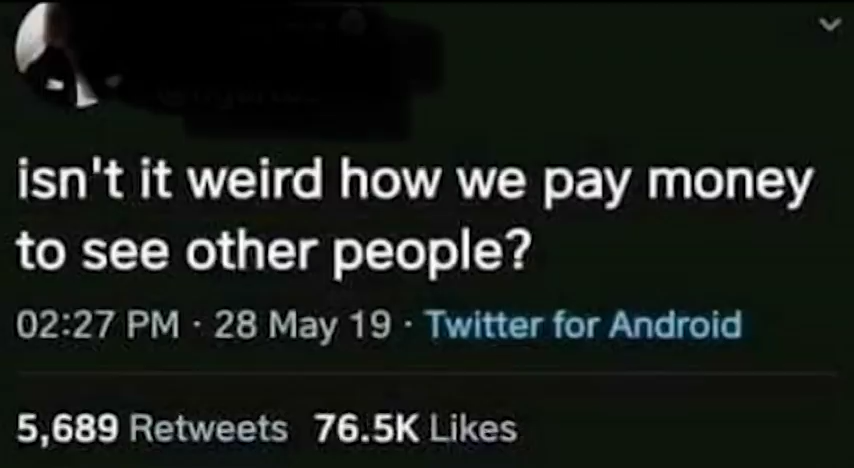 isn't it weird how we pay money
to see other people?
02:27 PM · 28 May 19 · Twitter for Android
5,689 Retweets 76.5K Likes